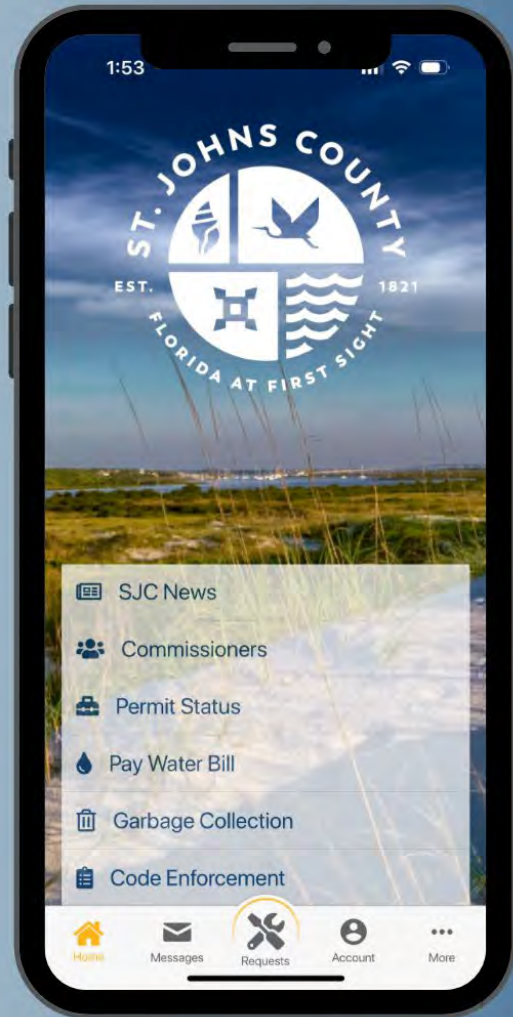 1:53
ST. JOHNS COUNTY
EST. 1821
FLORIDA AT FIRST SIGHT
SJC News
Commissioners
Permit Status
Pay Water Bill
Garbage Collection
Code Enforcement
Home Messages Requests Account More